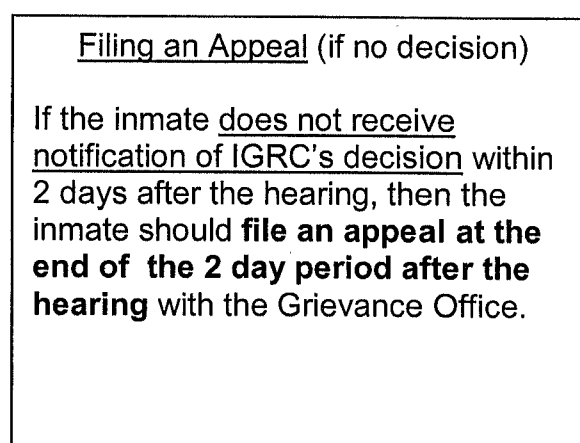 Filing an Appeal (if no decision)
If the inmate does not receive
notification of IGRC's decision within
2 days after the hearing, then the
inmate should file an appeal at the
end of the 2 day period after the
hearing with the Grievance Office.